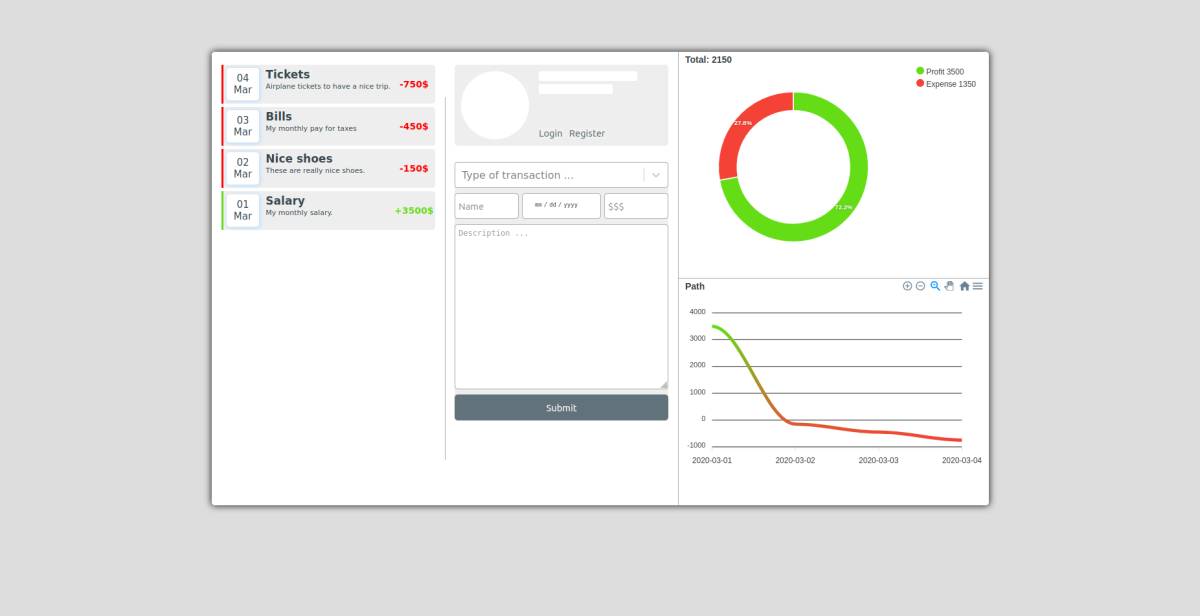 04
Mar
Tickets
Airplane tickets to have a nice trip.
-750$
03
Mar
Bills
My monthly pay for taxes
-450$
02
Mar
Nice shoes
These are really nice shoes.
-150$
01
Mar
Salary
My monthly salary.
+3500$
Login Register
Type of transaction ...
Name
mm / dd / yyyy
$$$
Description ...
Submit
Total: 2150
Profit 3500
Expense 1350
27.8%
72.2%
Path
4000
3000
2000
1000
0
-1000
2020-03-01 2020-03-02 2020-03-03 2020-03-04